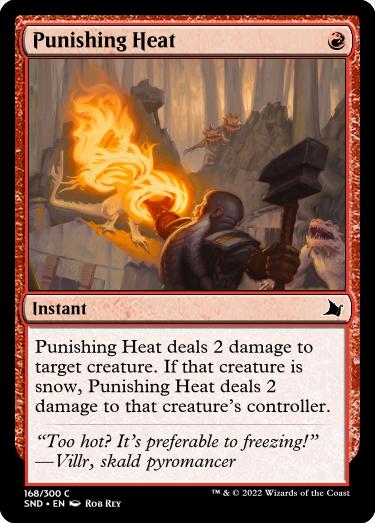 Punishing Heat
Instant
Punishing Heat deals 2 damage to
target creature. If that creature is
snow, Punishing Heat deals 2
damage to that creature's controller.
“Too hot? It's preferable to freezing!”
—Villr, skald pyromancer
168/300 C
SND • EN Rob Rey
™ & © 2022 Wizards of the Coast